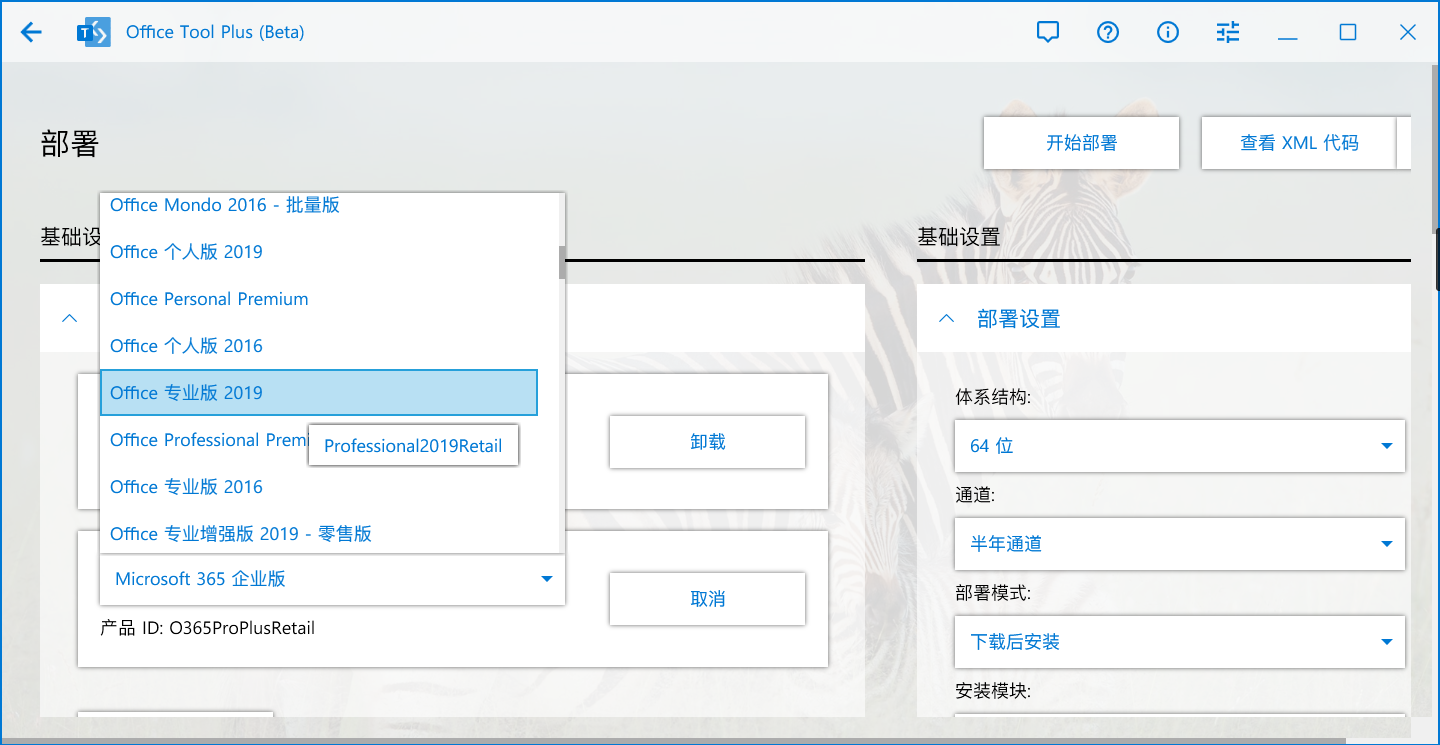 Office Tool Plus (Beta)
部署
开始部署
查看 XML 代码
基础设
基础设置
Office Mondo 2016 - 批量版
Office 个人版 2019
Office Personal Premium
Office 个人版 2016
Office 专业版 2019
Office Professional Premi
Professional2019Retail
Office 专业版 2016
Office 专业增强版 2019 - 零售版
Microsoft 365 企业版
产品 ID: O365ProPlusRetail
卸载
取消
部署设置
体系结构:
64 位
通道:
半年通道
部署模式:
下载后安装
安装模块: